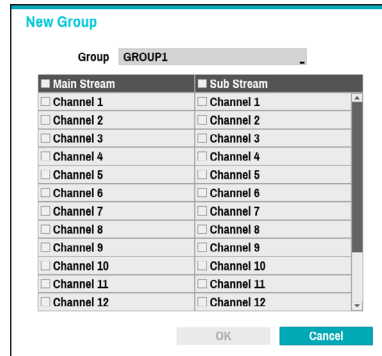 New Group
Group GROUP1
Main Stream Sub Stream
Channel 1 Channel 1
Channel 2 Channel 2
Channel 3 Channel 3
Channel 4 Channel 4
Channel 5 Channel 5
Channel 6 Channel 6
Channel 7 Channel 7
Channel 8 Channel 8
Channel 9 Channel 9
Channel 10 Channel 10
Channel 11 Channel 11
Channel 12 Channel 12
OK Cancel